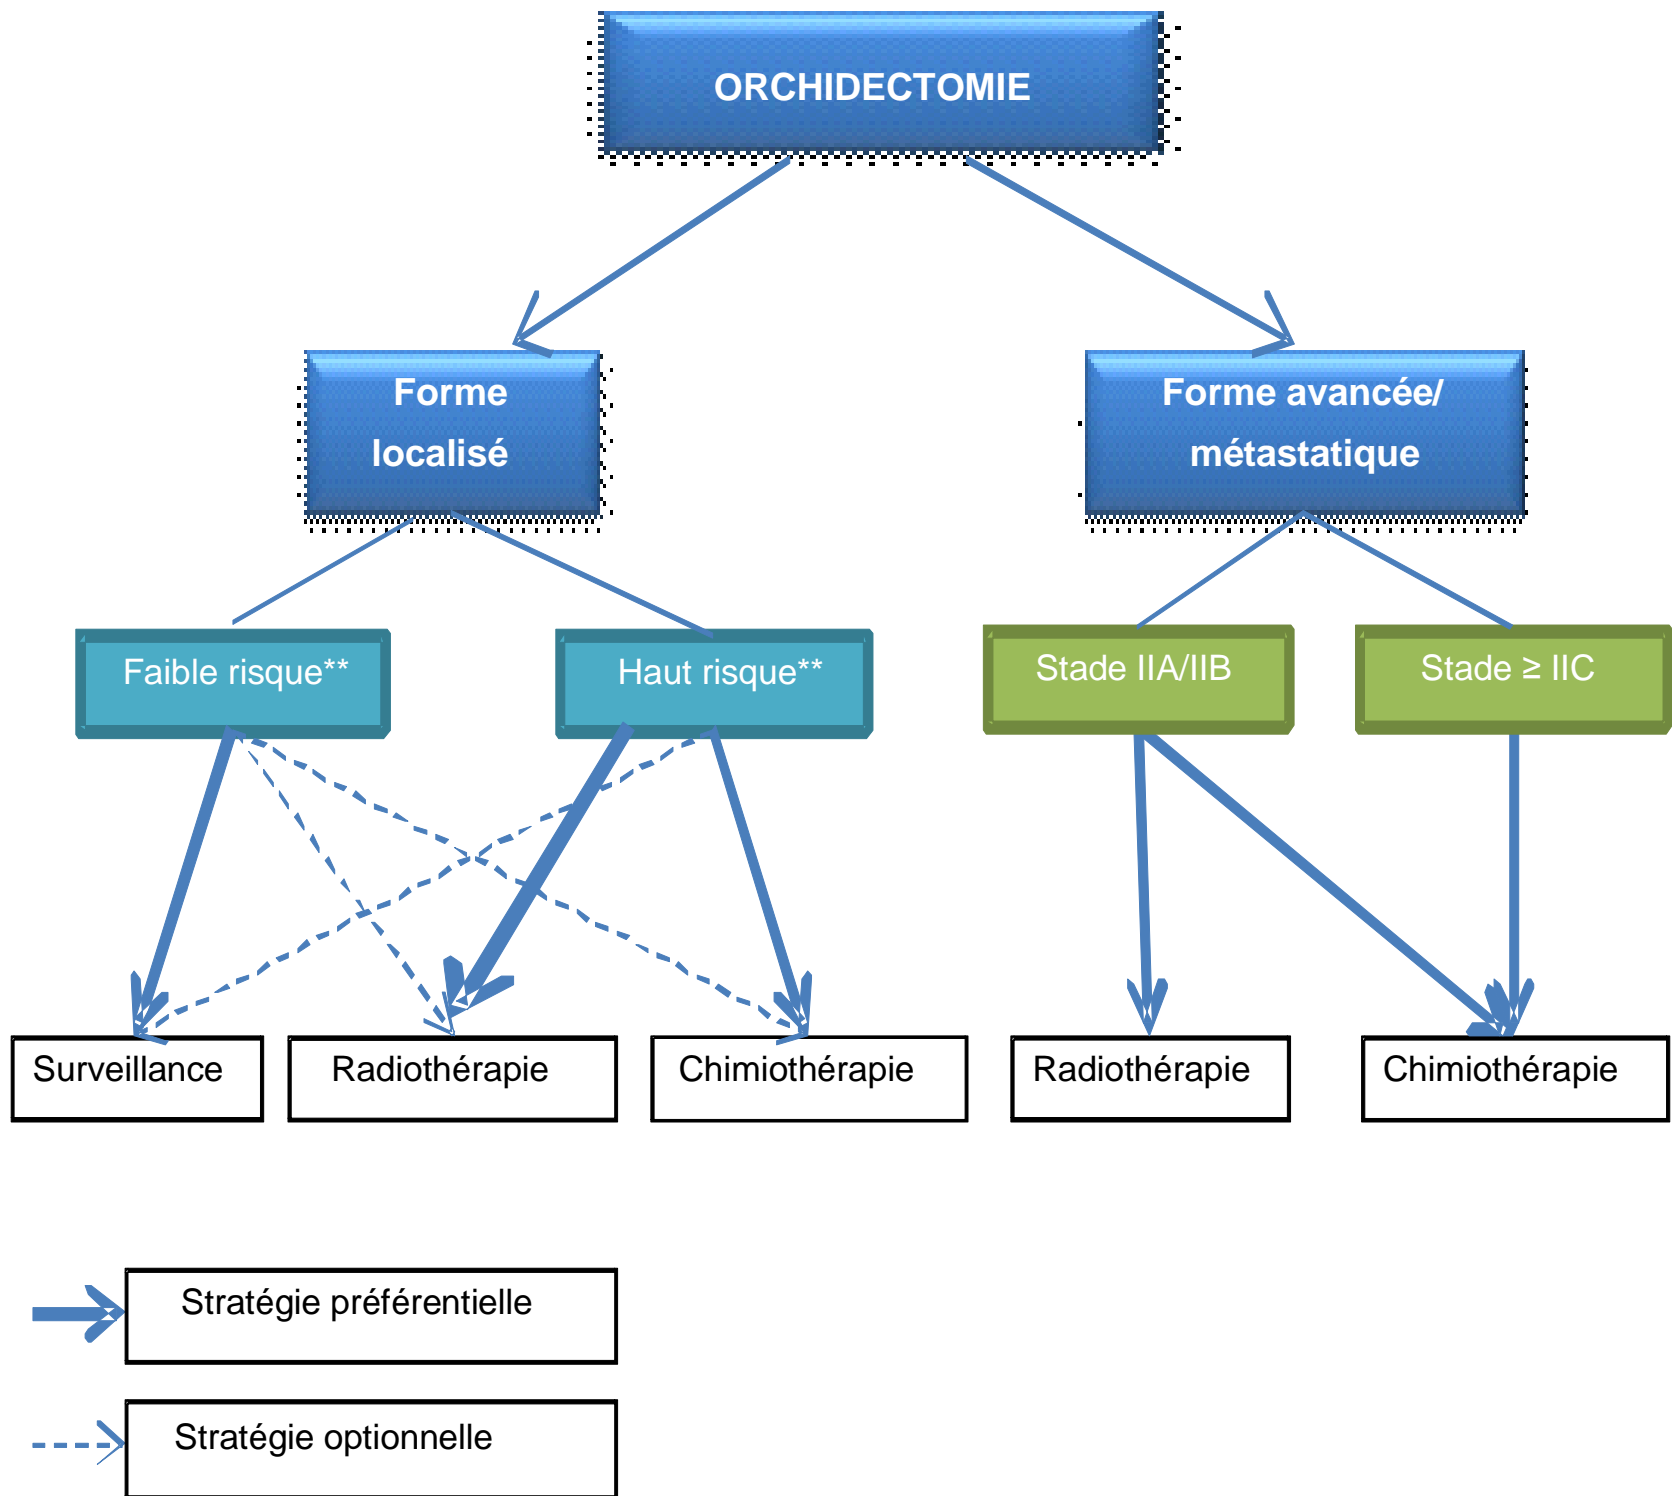 ORCHIDECTOMIE
Forme
localisé
Forme avancée/
métastatique
Faible risque**
Haut risque**
Stade IIA/IIB
Stade ≥ IIC
Surveillance
Radiothérapie
Chimiothérapie
Radiothérapie
Chimiothérapie
Stratégie préférentielle
Stratégie optionnelle